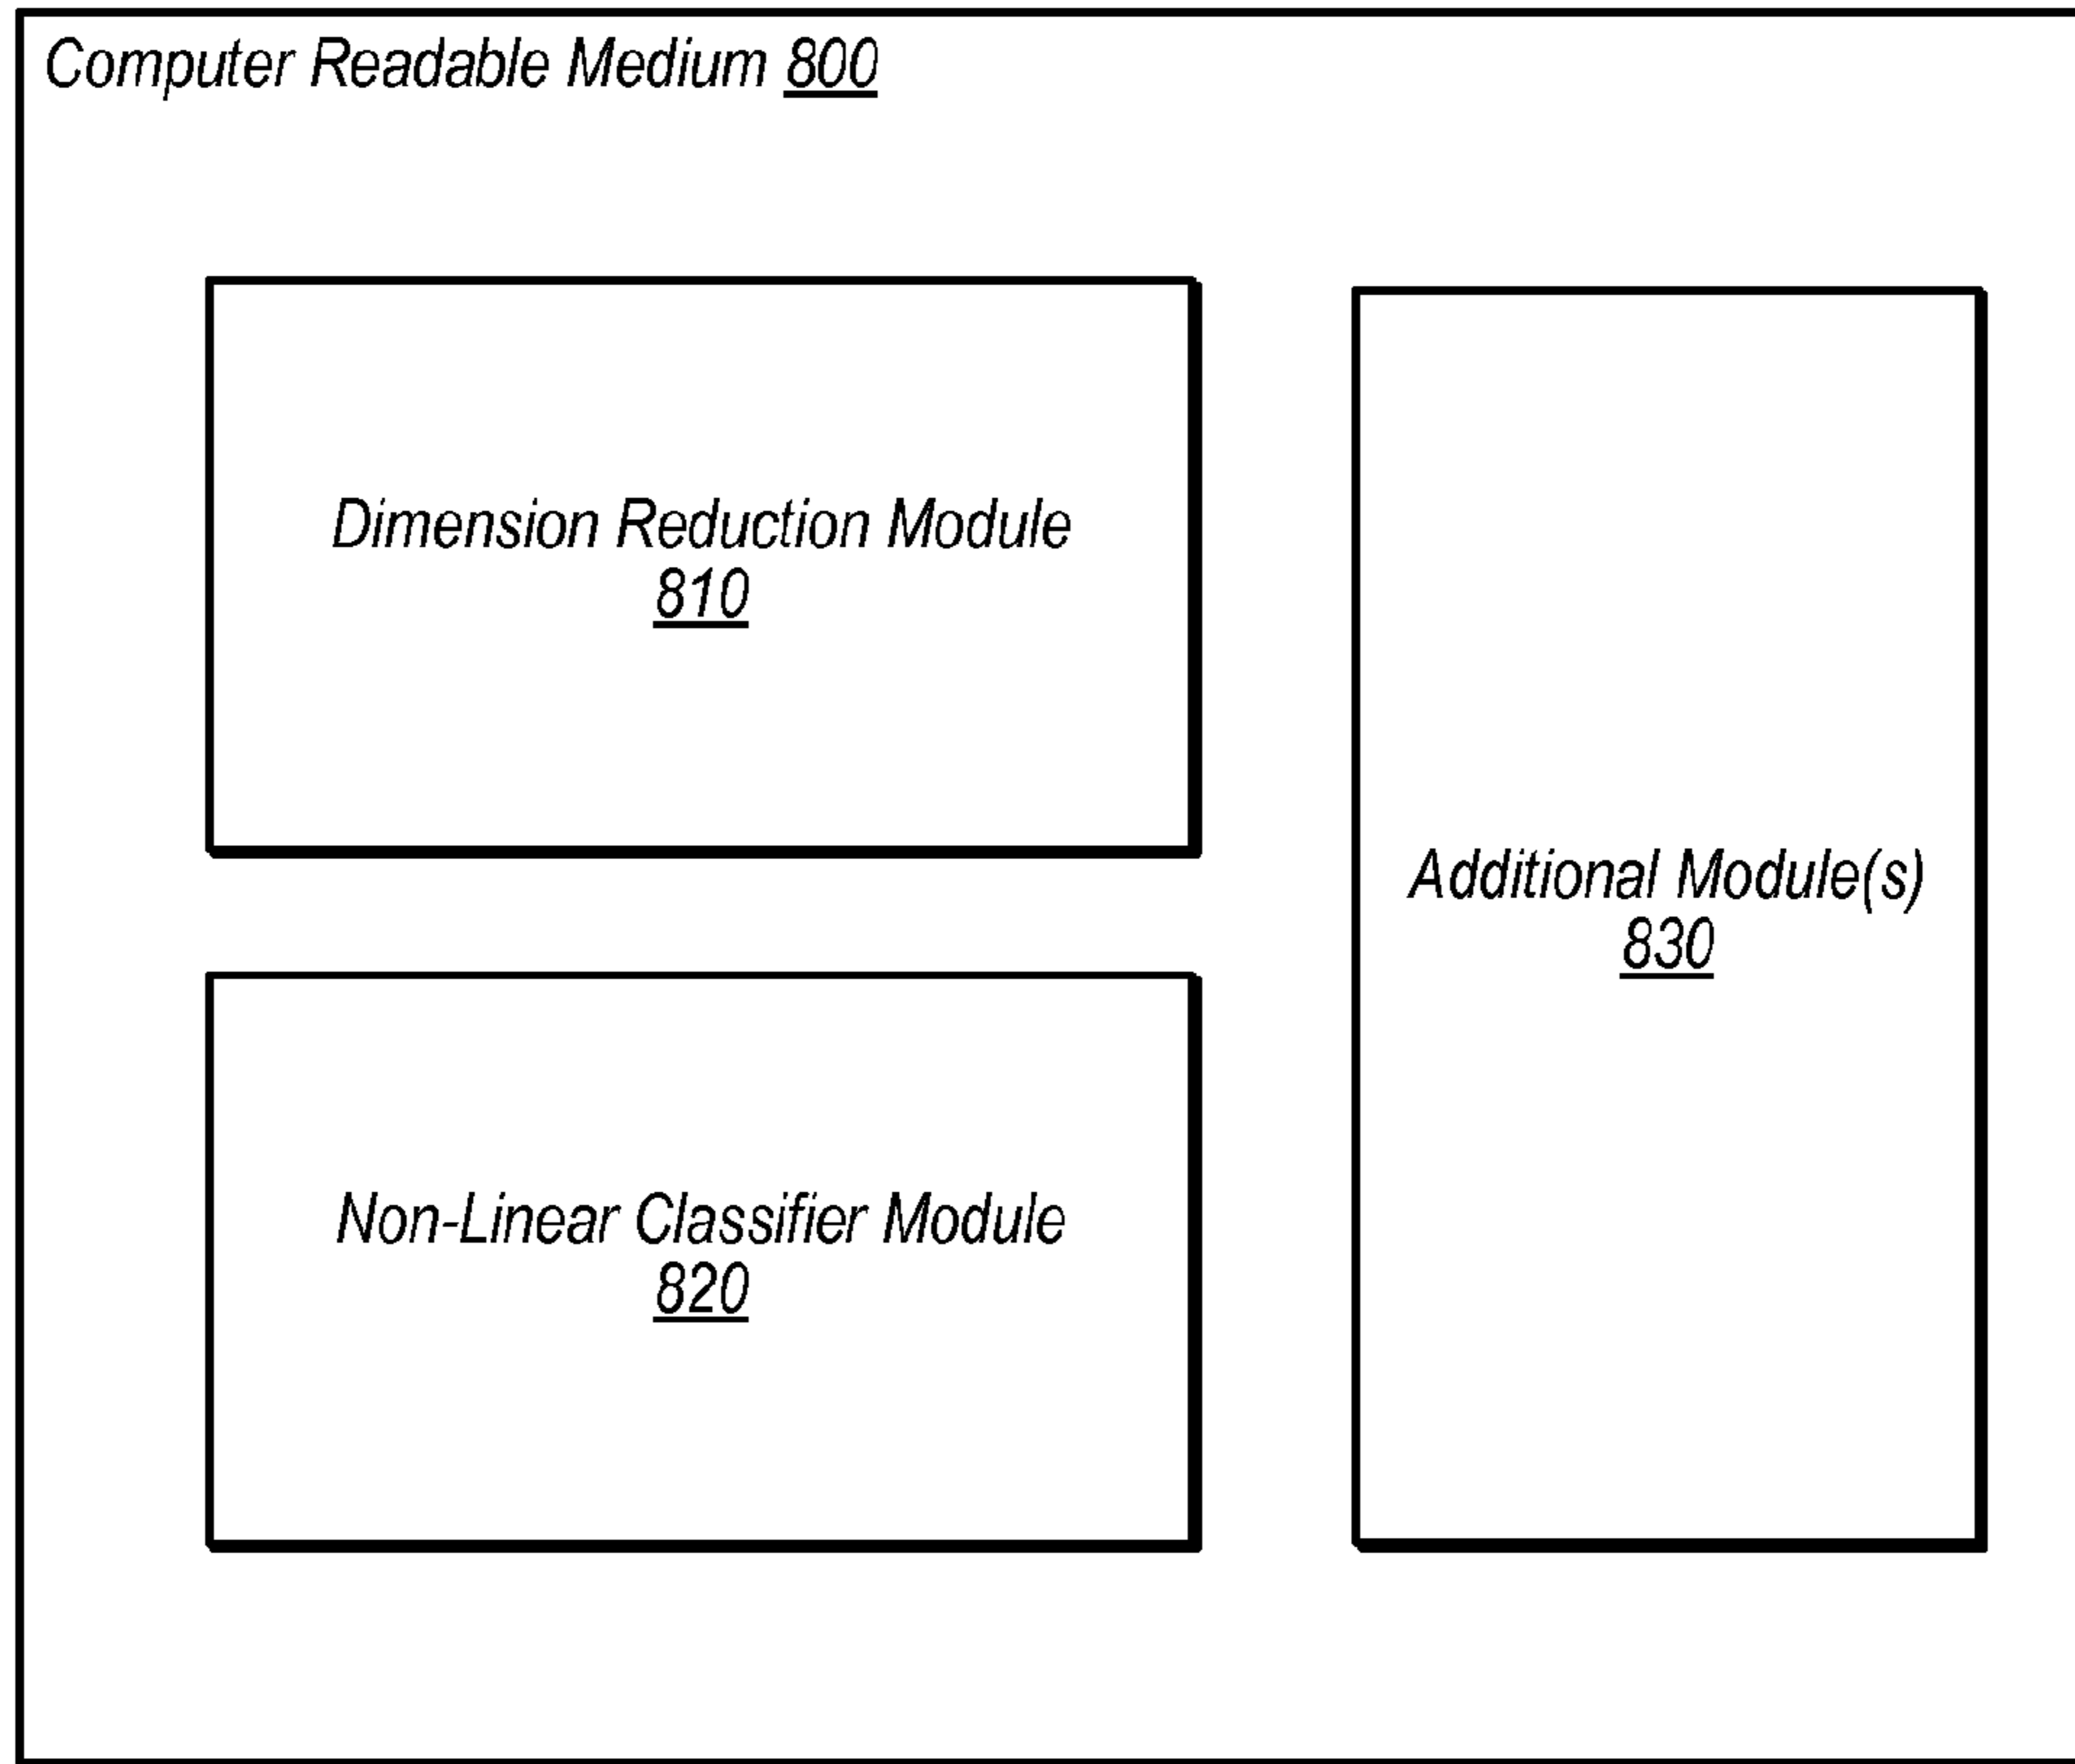 Computer Readable Medium 800
Dimension Reduction Module
810
Non-Linear Classifier Module
820
Additional Module(s)
830